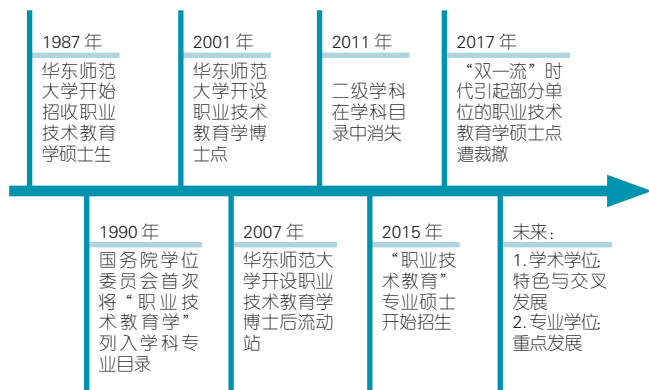 1987 年
华东师范
大学开始
招收职业
技术教育
学硕士生
2001 年
华东师范
大学开设
职业技术
教育学博
士点
2011 年
二级学科
在学科目
录中消失
2017 年
“双一流”时
代引起部分单
位的职业技术
教育学硕士点
遭裁撤
1990 年
国务院学位
委员会首次
将“职业技
术教育学”
列入学科专
业目录
2007 年
华东师范大
学开设职业
技术教育学
博士后流动
站
2015 年
“职业技
术教育”
专业硕士
开始招生
未来：
1.学术学位:
特色与交叉
发展
2.专业学位:
重点发展